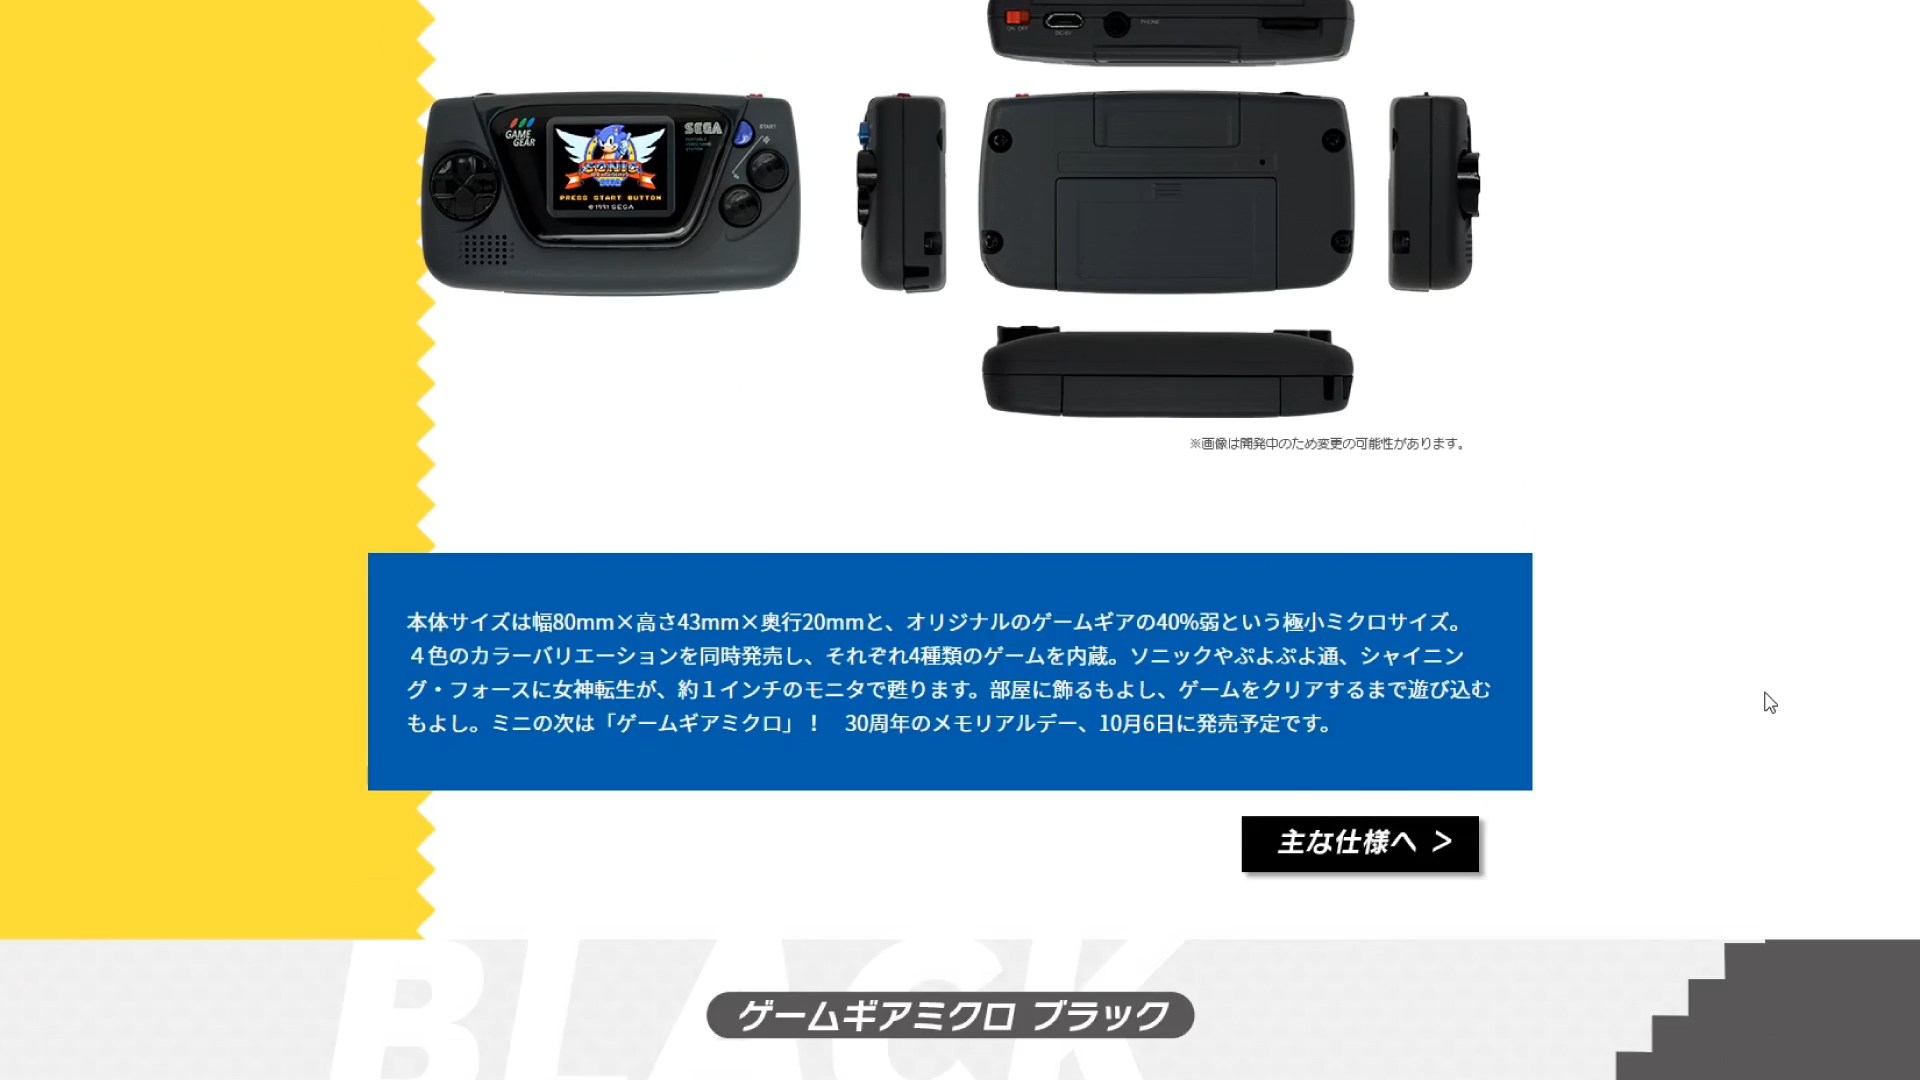 ON OFF
DC-5V
PHONE
GAME
GEAR
SEGA
START
SONIC
PRESS START BUTTON
© 1991 SEGA
※画像は開発中のため変更の可能性があります。
本体サイズは幅80mm×高さ43mm×奥行20mmと、オリジナルのゲームギアの40%弱という極小ミクロサイズ。
４色のカラーバリエーションを同時発売し、それぞれ4種類のゲームを内蔵。ソニックやぷよぷよ通、シャイニン
グ・フォースに女神転生が、約１インチのモニタで甦ります。部屋に飾るもよし、ゲームをクリアするまで遊び込む
もよし。ミニの次は「ゲームギアミクロ」！　30周年のメモリアルデー、10月6日に発売予定です。
主な仕様へ >
BLACK
ゲームギアミクロ ブラック